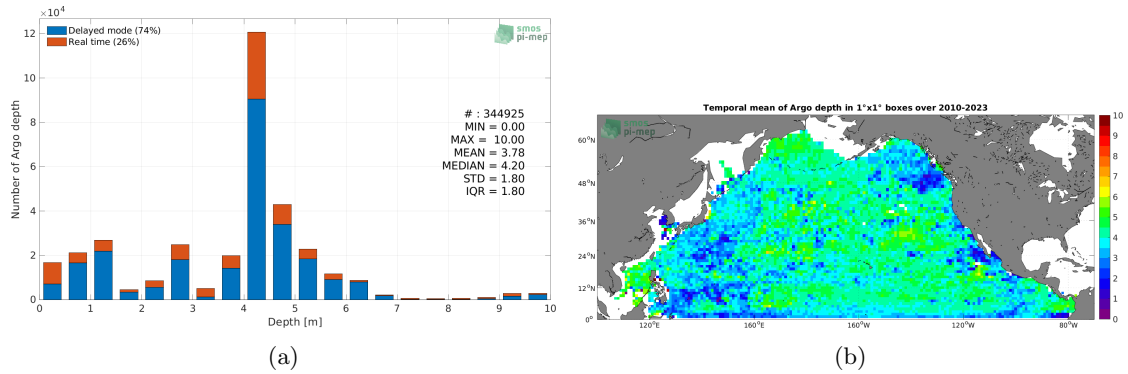 ×10⁴
12
10
8
6
4
2
0
0 1 2 3 4 5 6 7 8 9 10
Number of Argo depth
Depth [m]
Delayed mode (74%)
Real time (26%)
smos
pi-mep
# : 344925
MIN = 0.00
MAX = 10.00
MEAN = 3.78
MEDIAN = 4.20
STD = 1.80
IQR = 1.80
(a)
Temporal mean of Argo depth in 1°x1° boxes over 2010-2023
smos
pi-mep
60°N
48°N
36°N
24°N
12°N
0°
120°E 160°E 160°W 120°W 80°W
10
9
8
7
6
5
4
3
2
1
0
(b)